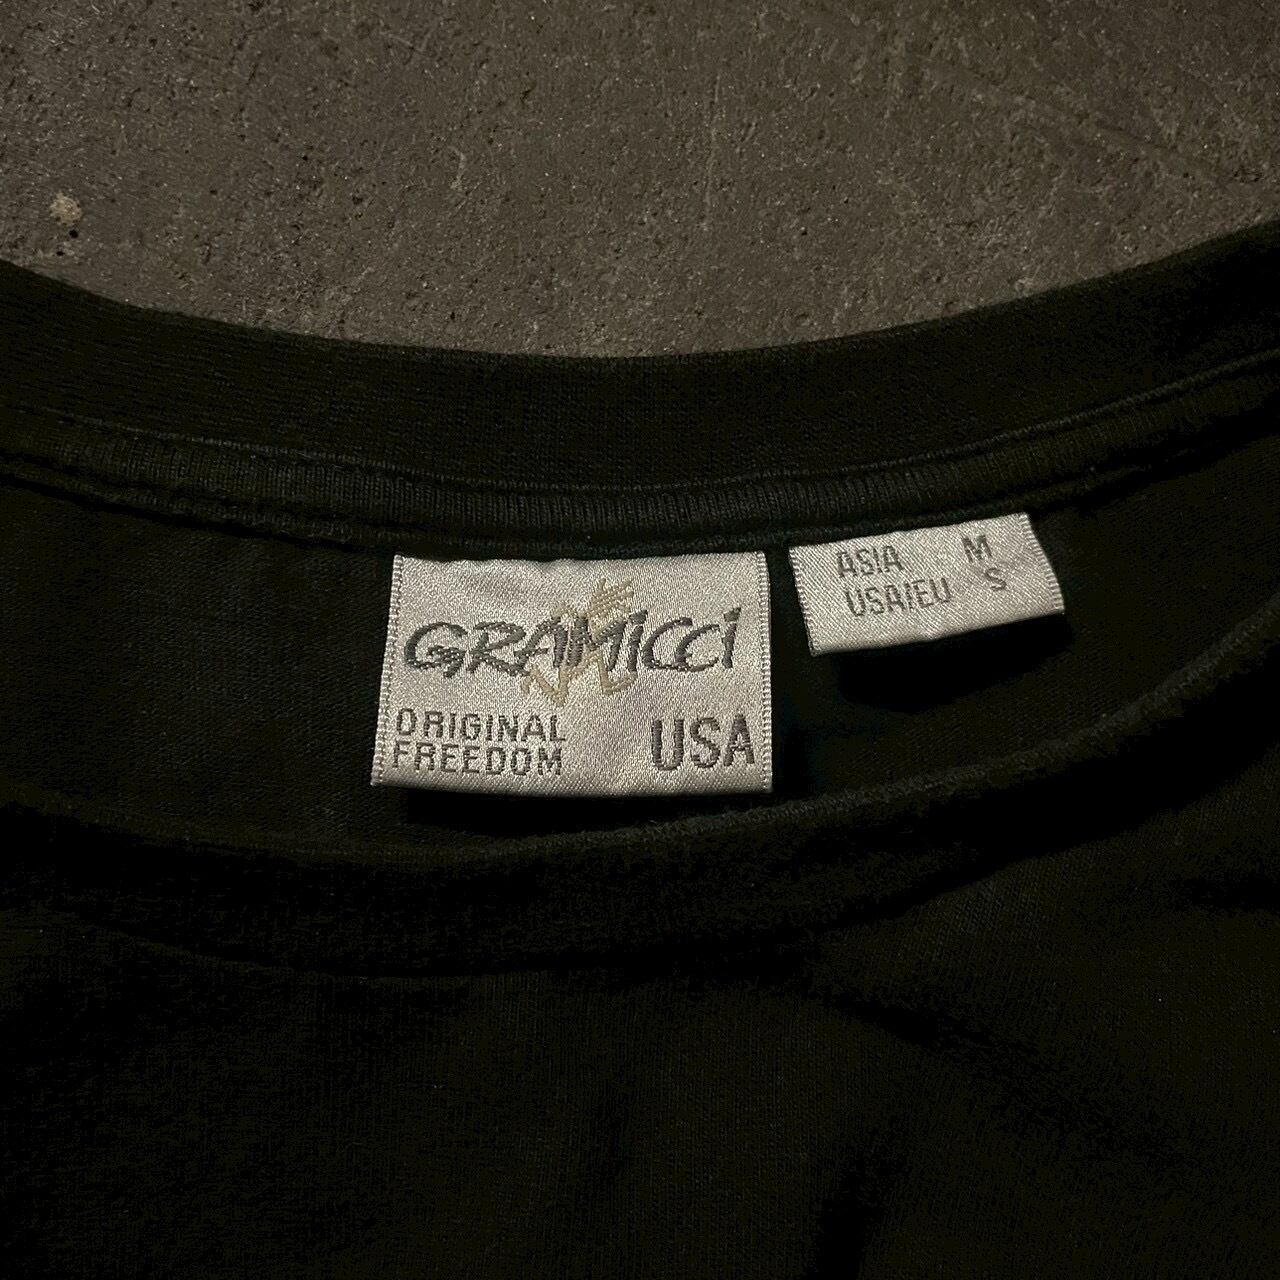 GRAMICCI
ORIGINAL
FREEDOM
USA
ASIA M
USA/EU S